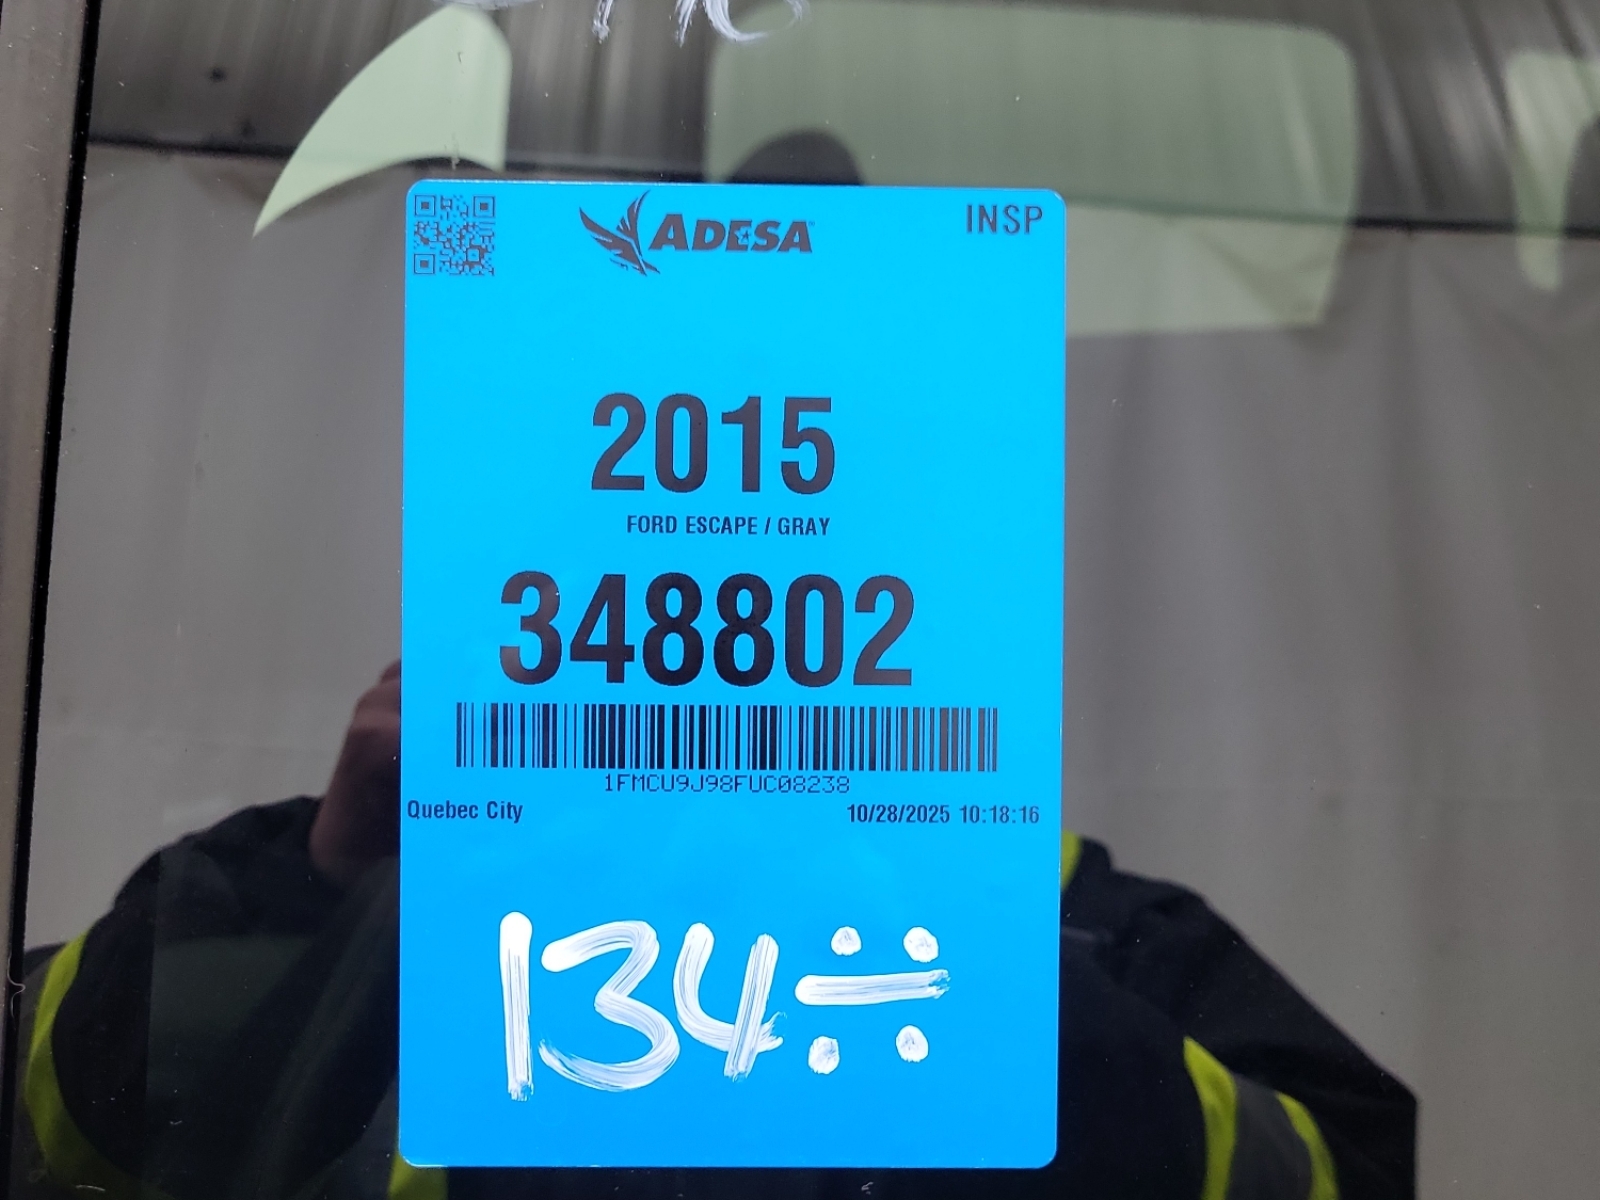 ADESA
INSP
2015
FORD ESCAPE / GRAY
348802
1FMCU9J98FUC08238
Quebec City 10/28/2025 10:18:16
134